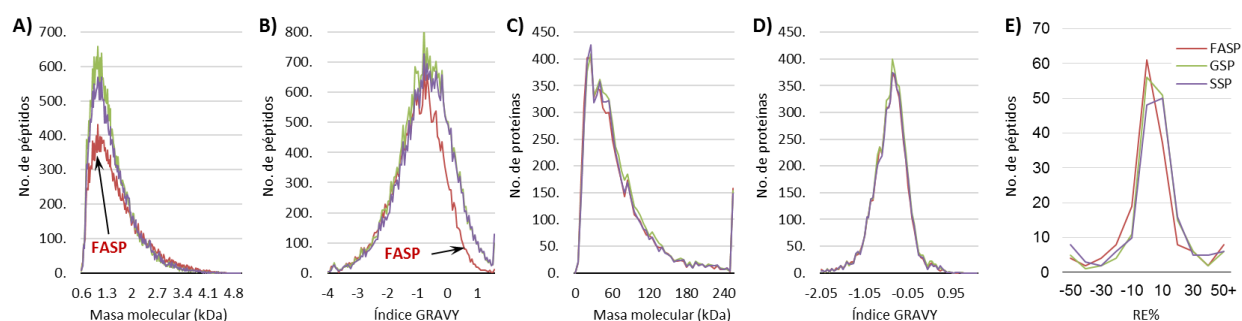 A)
No. de péptidos
700.
600.
500.
400.
300.
200.
100.
0.
0.6 1.3 2 2.7 3.4 4.1 4.8
Masa molecular (kDa)
FASP
B)
No. de péptidos
800.
700.
600.
500.
400.
300.
200.
100.
0.
-4 -3 -2 -1 0 1
Índice GRAVY
FASP
C)
No. de proteínas
450.
400.
350.
300.
250.
200.
150.
100.
50.
0.
0 60 120 180 240
Masa molecular (kDa)
D)
No. de proteínas
450.
400.
350.
300.
250.
200.
150.
100.
50.
0.
-2.05 -1.05 -0.05 0.95
Índice GRAVY
E)
No. de péptidos
70
60
50
40
30
20
10
0
-50 -30 -10 10 30 50+
RE%
FASP
GSP
SSP